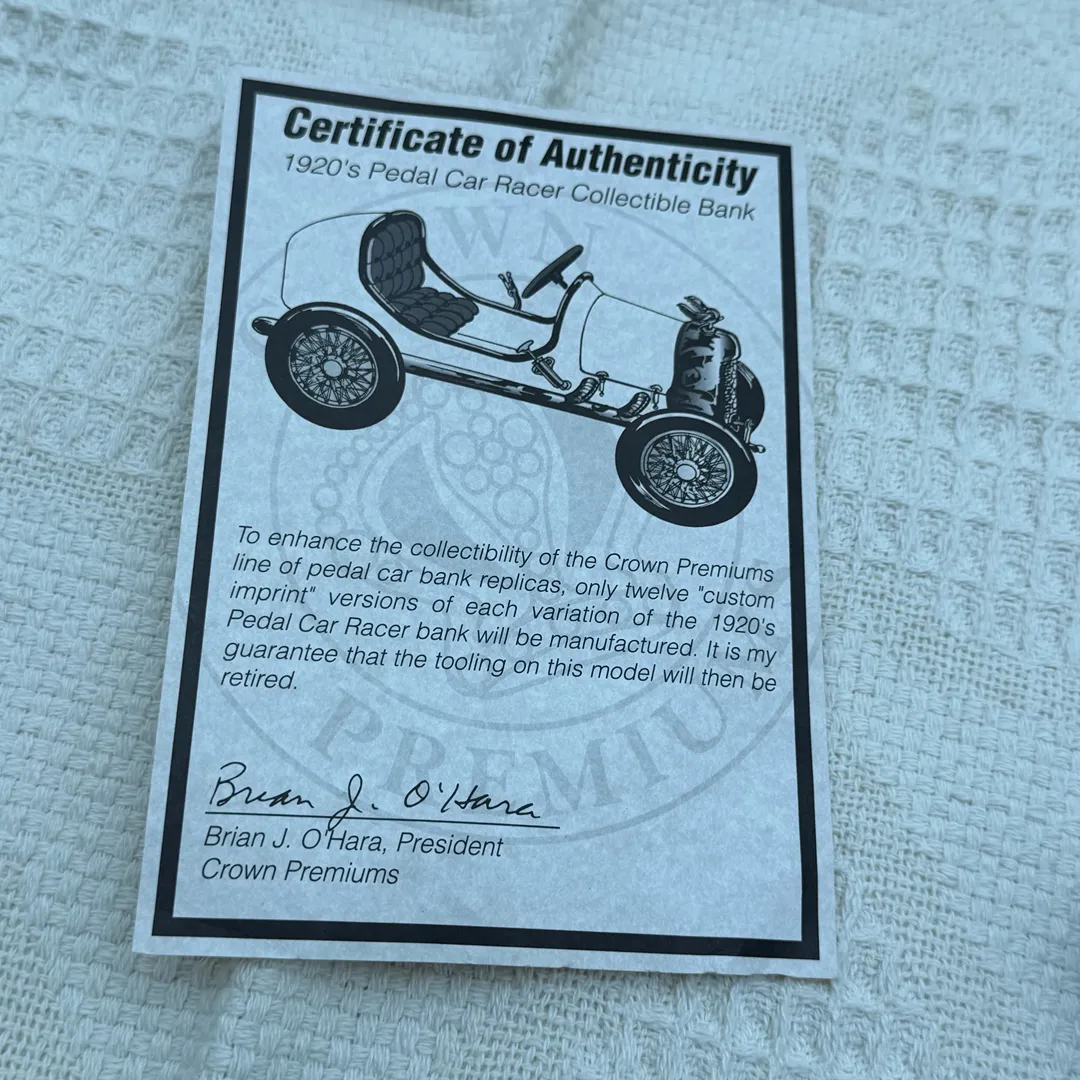 Certificate of Authenticity
1920's Pedal Car Racer Collectible Bank
To enhance the collectibility of the Crown Premiums
line of pedal car bank replicas, only twelve "custom
imprint" versions of each variation of the 1920's
Pedal Car Racer bank will be manufactured. It is my
guarantee that the tooling on this model will then be
retired.
Brian J. O'Hara
Brian J. O'Hara, President
Crown Premiums